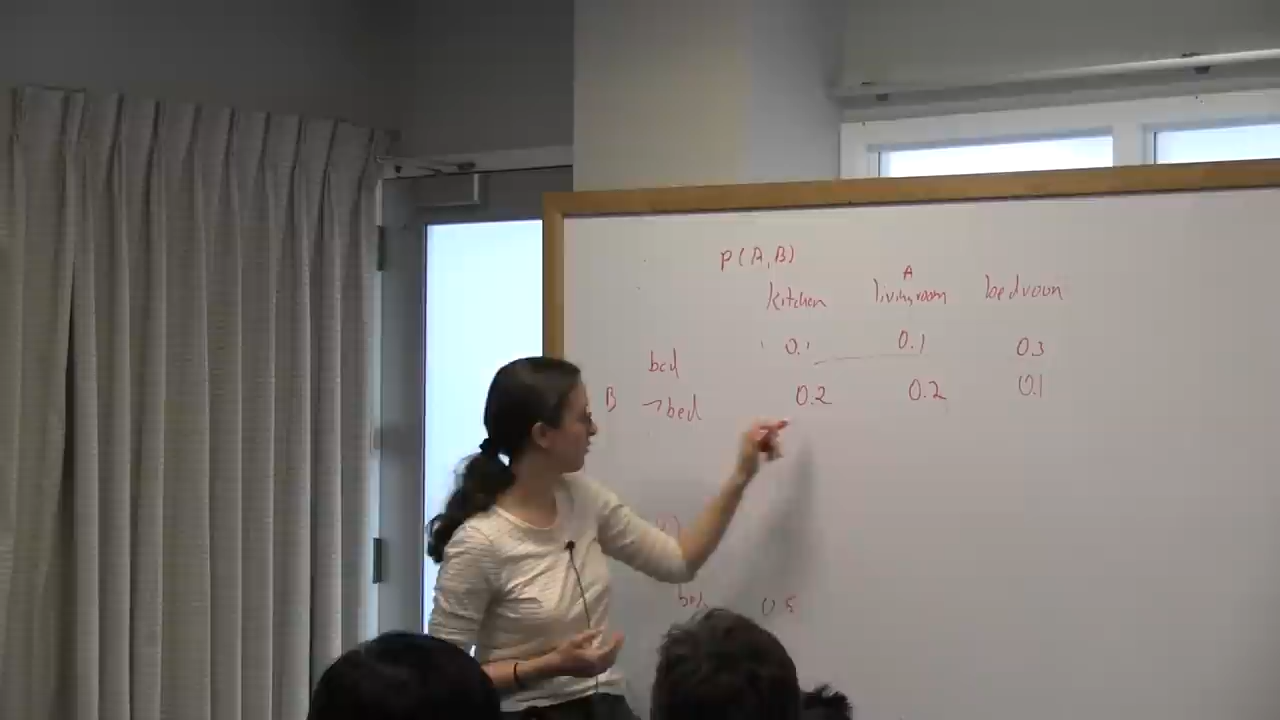 P(A,B)
A
kitchen livingroom bedroom
bed 0.1 0.1 0.3
B ¬bed 0.2 0.2 0.1
bed 0.5